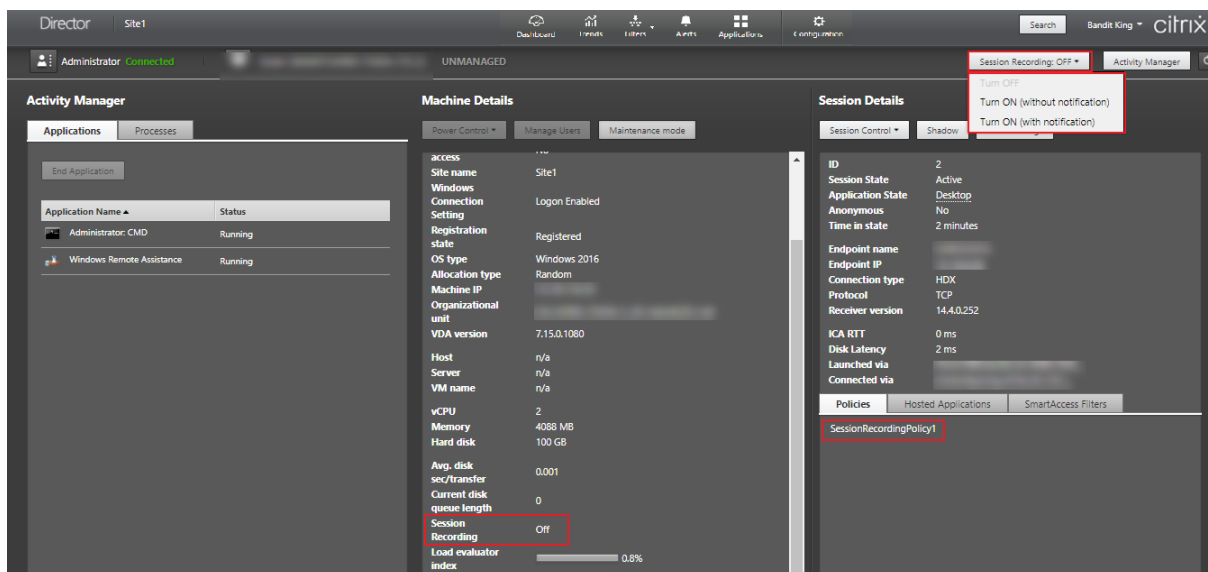 Director Site1
Dashboard Trends Filters Alerts Applications Configuration
Search Bandit King citrix
Administrator Connected
UNMANAGED
Session Recording: OFF
Activity Manager
Turn OFF
Turn ON (without notification)
Turn ON (with notification)
Activity Manager
Applications Processes
End Application
Application Name Status
Administrator: CMD Running
Windows Remote Assistance Running
Machine Details
Power Control Manage Users Maintenance mode
access No
Site name Site1
Windows
Connection Logon Enabled
Setting
Registration
state Registered
OS type Windows 2016
Allocation type Random
Machine IP
Organizational
unit
VDA version 7.15.0.1080
Host n/a
Server n/a
VM name n/a
vCPU 2
Memory 4088 MB
Hard disk 100 GB
Avg. disk
sec/transfer 0.001
Current disk
queue length 0
Session
Recording Off
Load evaluator
index 0.8%
Session Details
Session Control Shadow
ID 2
Session State Active
Application State Desktop
Anonymous No
Time in state 2 minutes
Endpoint name
Endpoint IP
Connection type HDX
Protocol TCP
Receiver version 14.4.0.252
ICA RTT 0 ms
Disk Latency 2 ms
Launched via
Connected via
Policies Hosted Applications SmartAccess Filters
SessionRecordingPolicy1